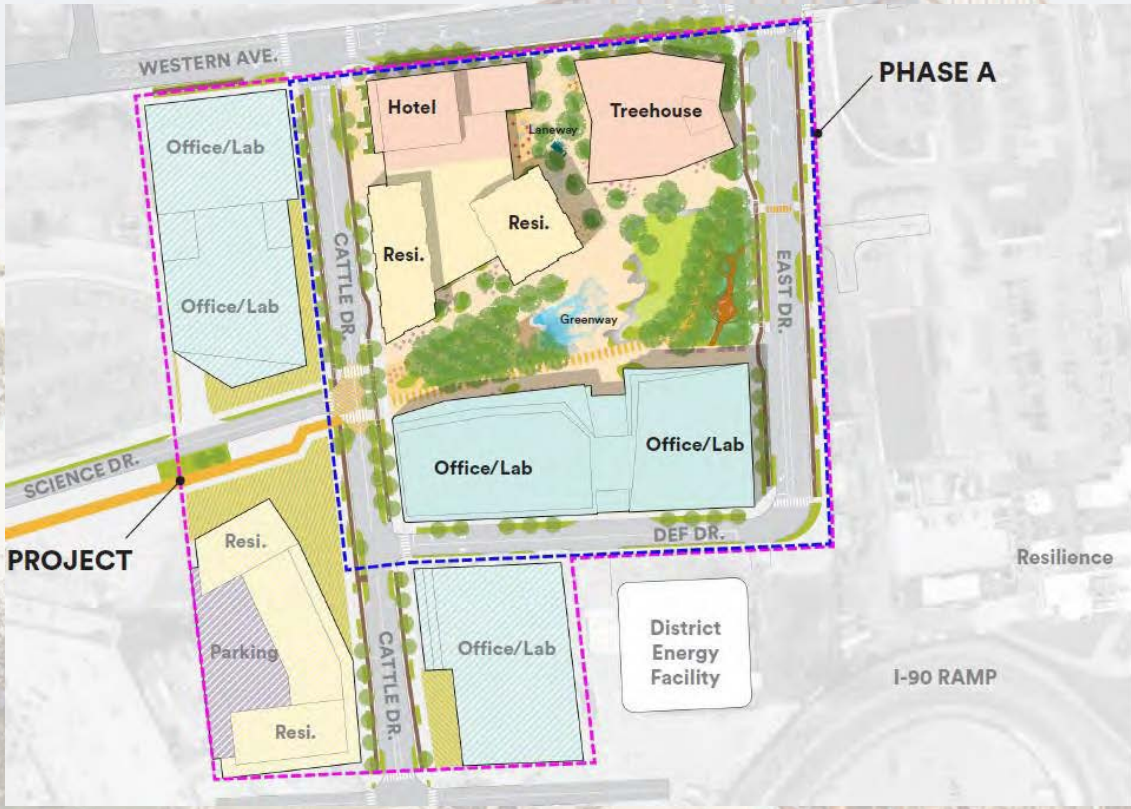 WESTERN AVE.
PHASE A
Hotel
Treehouse
Laneway
Office/Lab
Resi.
Resi.
CATTLE DR.
EAST DR.
Office/Lab
Greenway
Office/Lab
Office/Lab
SCIENCE DR.
DEF DR.
PROJECT
Resi.
Resilience
Parking
CATTLE DR.
Office/Lab
District
Energy
Facility
I-90 RAMP
Resi.